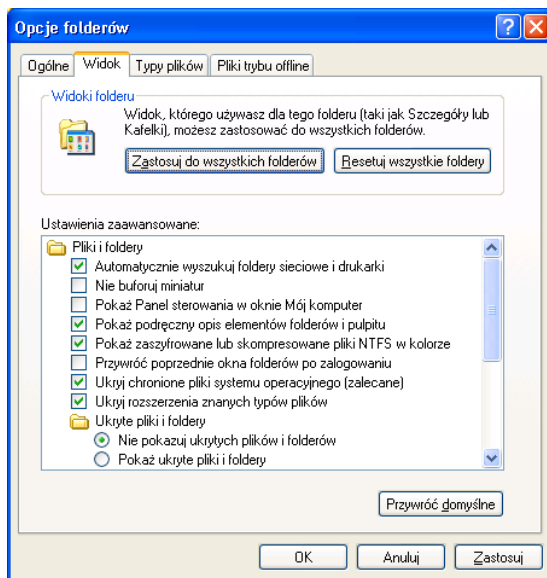 Opcje folderów
Ogólne Widok Typy plików Pliki trybu offline
Widoki folderu
Widok, którego używasz dla tego folderu (taki jak Szczegóły lub
Kafelki), możesz zastosować do wszystkich folderów.
Zastosuj do wszystkich folderów Resetuj wszystkie foldery
Ustawienia zaawansowane:
Pliki i foldery
Automatycznie wyszukuj foldery sieciowe i drukarki
Nie buforuj miniatur
Pokaż Panel sterowania w oknie Mój komputer
Pokaż podręczny opis elementów folderów i pulpitu
Pokaż zaszyfrowane lub skompresowane pliki NTFS w kolorze
Przywróć poprzednie okna folderów po zalogowaniu
Ukryj chronione pliki systemu operacyjnego (zalecane)
Ukryj rozszerzenia znanych typów plików
Ukryte pliki i foldery
Nie pokazuj ukrytych plików i folderów
Pokaż ukryte pliki i foldery
Przywróć domyślne
OK Anuluj Zastosuj